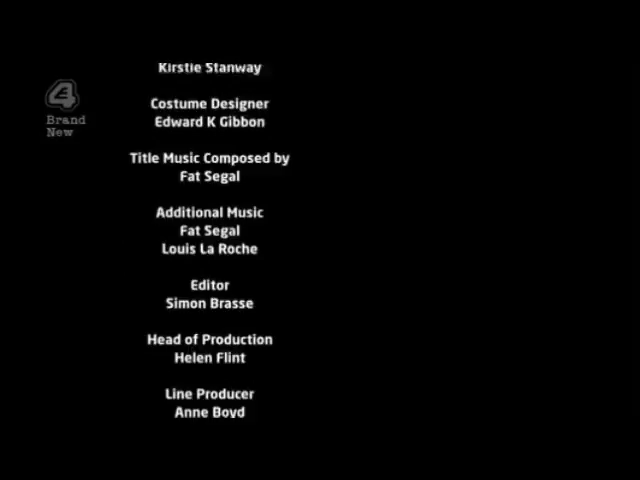 Kirstie Stanway
4
Brand
New
Costume Designer
Edward K Gibbon
Title Music Composed by
Fat Segal
Additional Music
Fat Segal
Louis La Roche
Editor
Simon Brasse
Head of Production
Helen Flint
Line Producer
Anne Boyd